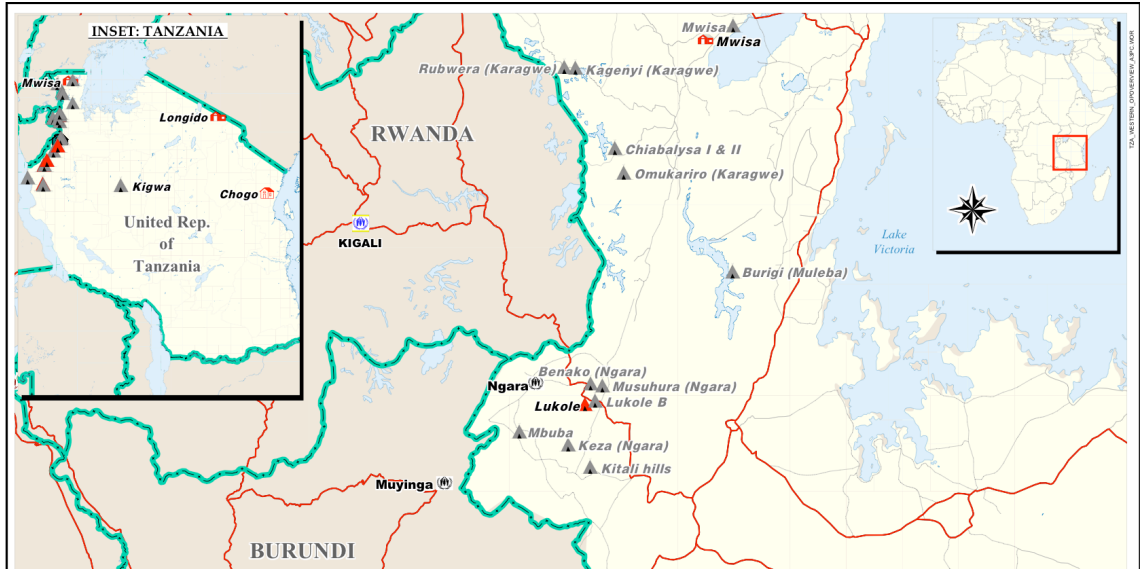 INSET: TANZANIA
Mwisa
Longido
Kigwa
Chogo
United Rep.
of
Tanzania
Mwisa
Mwisa
Rubwera (Karagwe)
Kagenyi (Karagwe)
RWANDA
Chiabalysa I & II
Omukariro (Karagwe)
KIGALI
Lake
Victoria
Burigi (Muleba)
Benako (Ngara)
Ngara
Musuhura (Ngara)
Lukole
Lukole B
Mbuba
Keza (Ngara)
Kitali hills
Muyinga
BURUNDI
TZA_WESTERN_OPOVERVIEW_A3PC.WOR